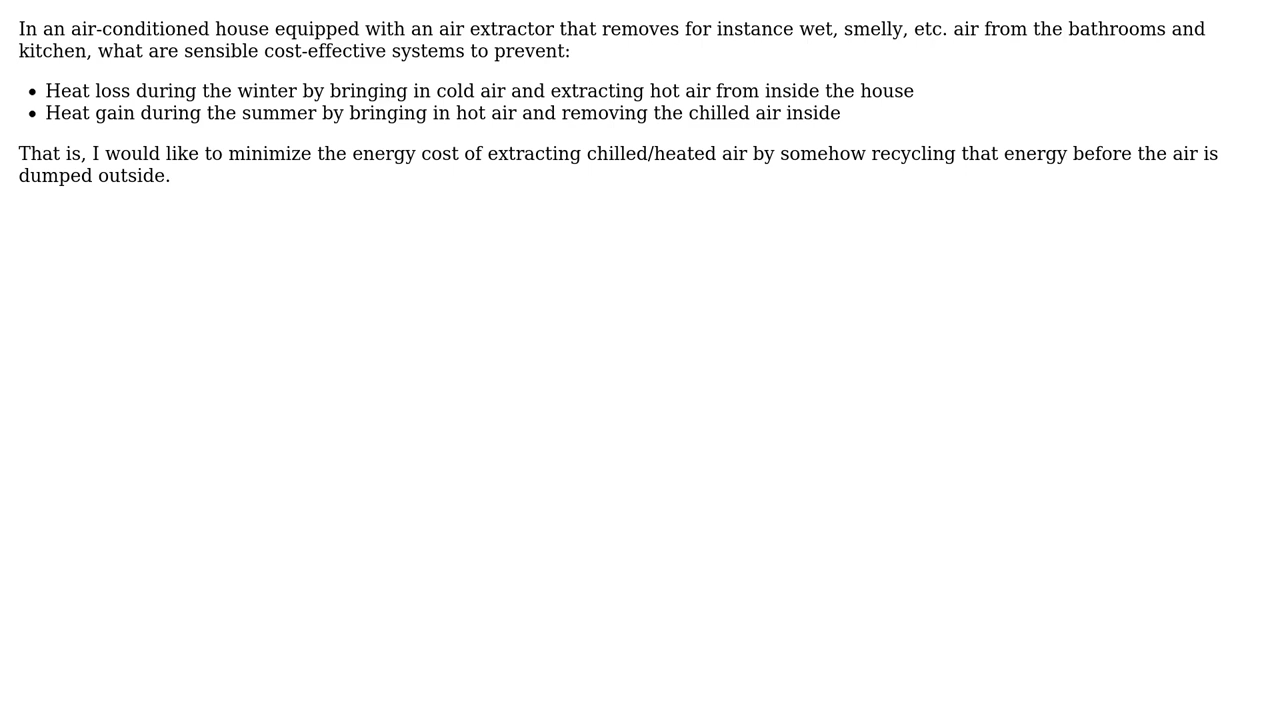 In an air-conditioned house equipped with an air extractor that removes for instance wet, smelly, etc. air from the bathrooms and
kitchen, what are sensible cost-effective systems to prevent:
• Heat loss during the winter by bringing in cold air and extracting hot air from inside the house
• Heat gain during the summer by bringing in hot air and removing the chilled air inside
That is, I would like to minimize the energy cost of extracting chilled/heated air by somehow recycling that energy before the air is
dumped outside.